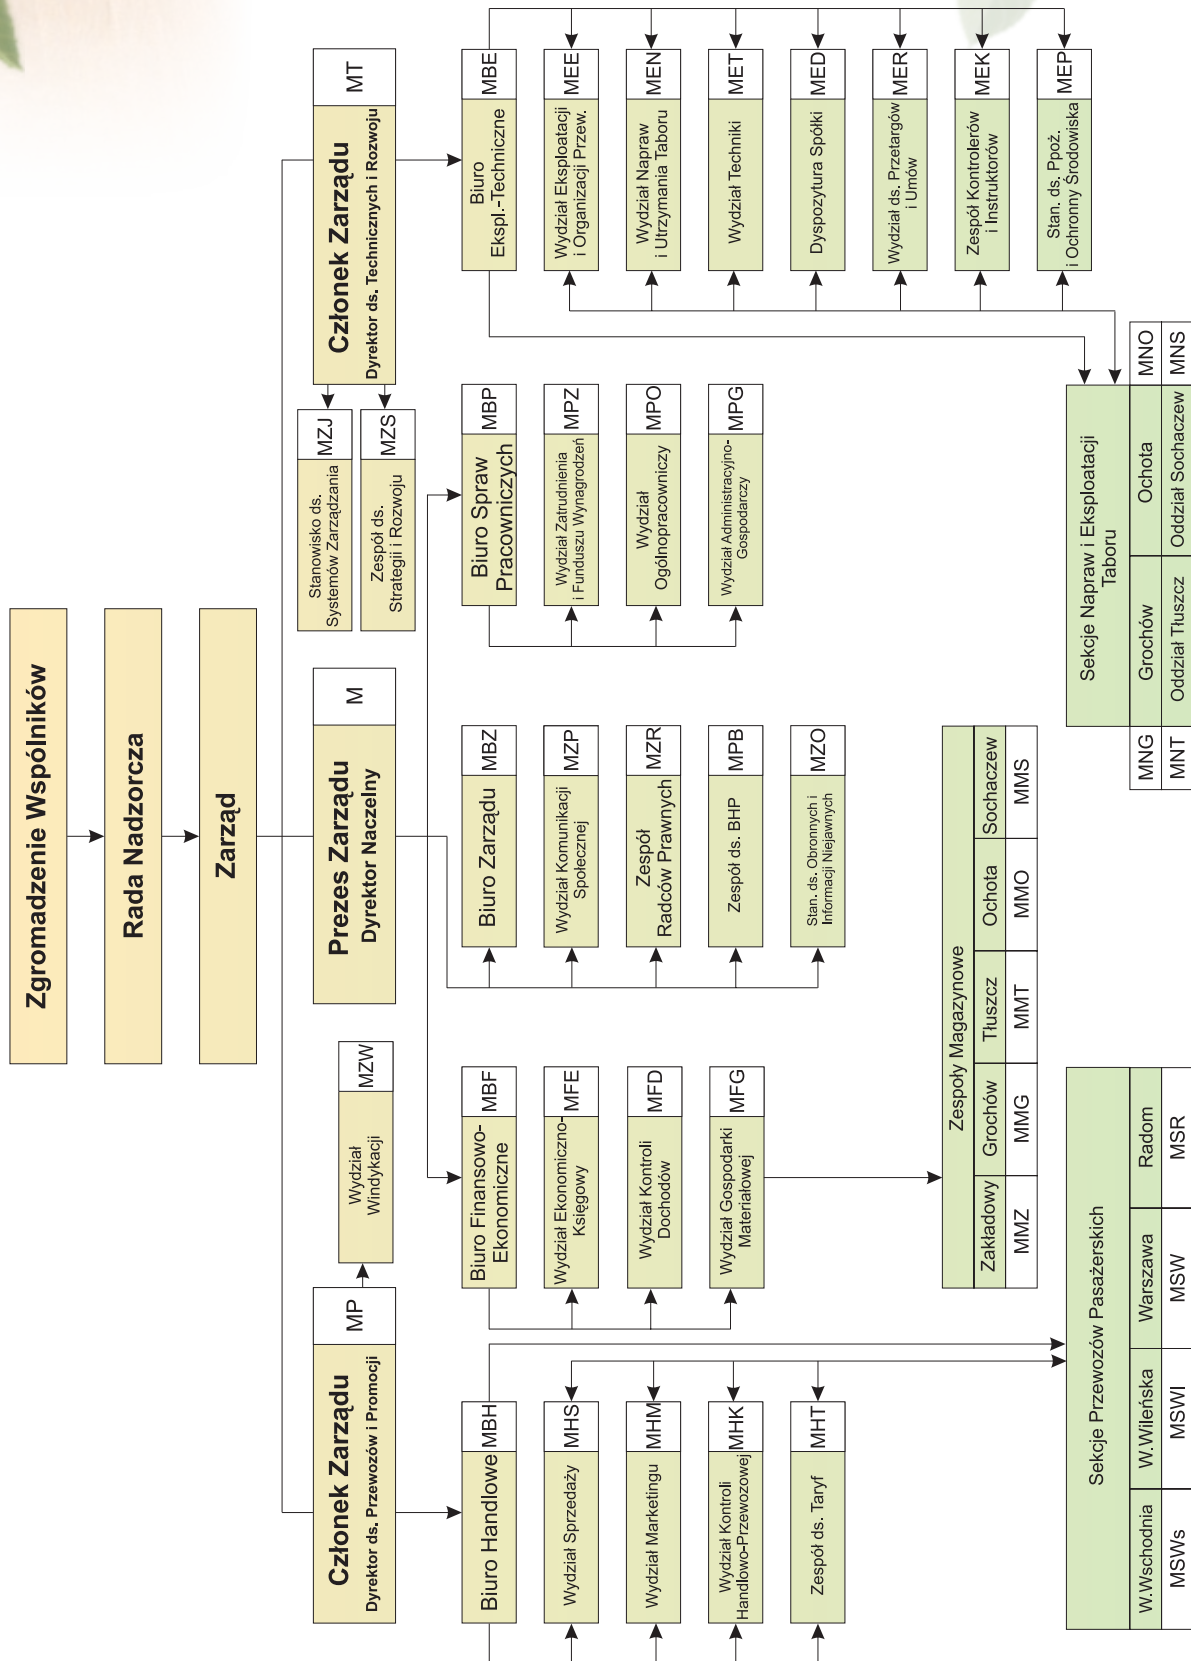 Zgromadzenie Wspólników
Rada Nadzorcza
Zarząd
Członek Zarządu
Dyrektor ds. Przewozów i Promocji
MP
Wydział
Windykacji
MZW
Prezes Zarządu
Dyrektor Naczelny
M
Stanowisko ds.
Systemów Zarządzania
MZJ
Zespół ds.
Strategii i Rozwoju
MZS
Członek Zarządu
Dyrektor ds. Technicznych i Rozwoju
MT
Biuro Handlowe
MBH
Wydział Sprzedaży
MHS
Wydział Marketingu
MHM
Wydział Kontroli
Handlowo-Przewozowej
MHK
Zespół ds. Taryf
MHT
Biuro Finansowo-
Ekonomiczne
MBF
Wydział Ekonomiczno-
Księgowy
MFE
Wydział Kontroli
Dochodów
MFD
Wydział Gospodarki
Materiałowej
MFG
Biuro Zarządu
MBZ
Wydział Komunikacji
Społecznej
MZP
Zespół
Radców Prawnych
MZR
Zespół ds. BHP
MPB
Stan. ds. Obronnych i
Informacji Niejawnych
MZO
Biuro Spraw
Pracowniczych
MBP
Wydział Zatrudnienia
i Funduszu Wynagrodzeń
MPZ
Wydział
Ogólnopracowniczy
MPO
Wydział Administracyjno-
Gospodarczy
MPG
Biuro
Ekspl.-Techniczne
MBE
Wydział Eksploatacji
i Organizacji Przew.
MEE
Wydział Napraw
i Utrzymania Taboru
MEN
Wydział Techniki
MET
Dyspozytura Spółki
MED
Wydział ds. Przetargów
i Umów
MER
Zespół Kontrolerów
i Instruktorów
MEK
Stan. ds. Ppoż.
i Ochronny Środowiska
MEP
Zespoły Magazynowe
Zakładowy Grochów Tłuszcz Ochota Sochaczew
MMZ MMG MMT MMO MMS
Sekcje Przewozów Pasażerskich
W.Wschodnia W.Wileńska Warszawa Radom
MSWs MSWI MSW MSR
Sekcje Napraw i Eksploatacji
Taboru
MNG Grochów Ochota MNO
MNT Oddział Tłuszcz Oddział Sochaczew MNS